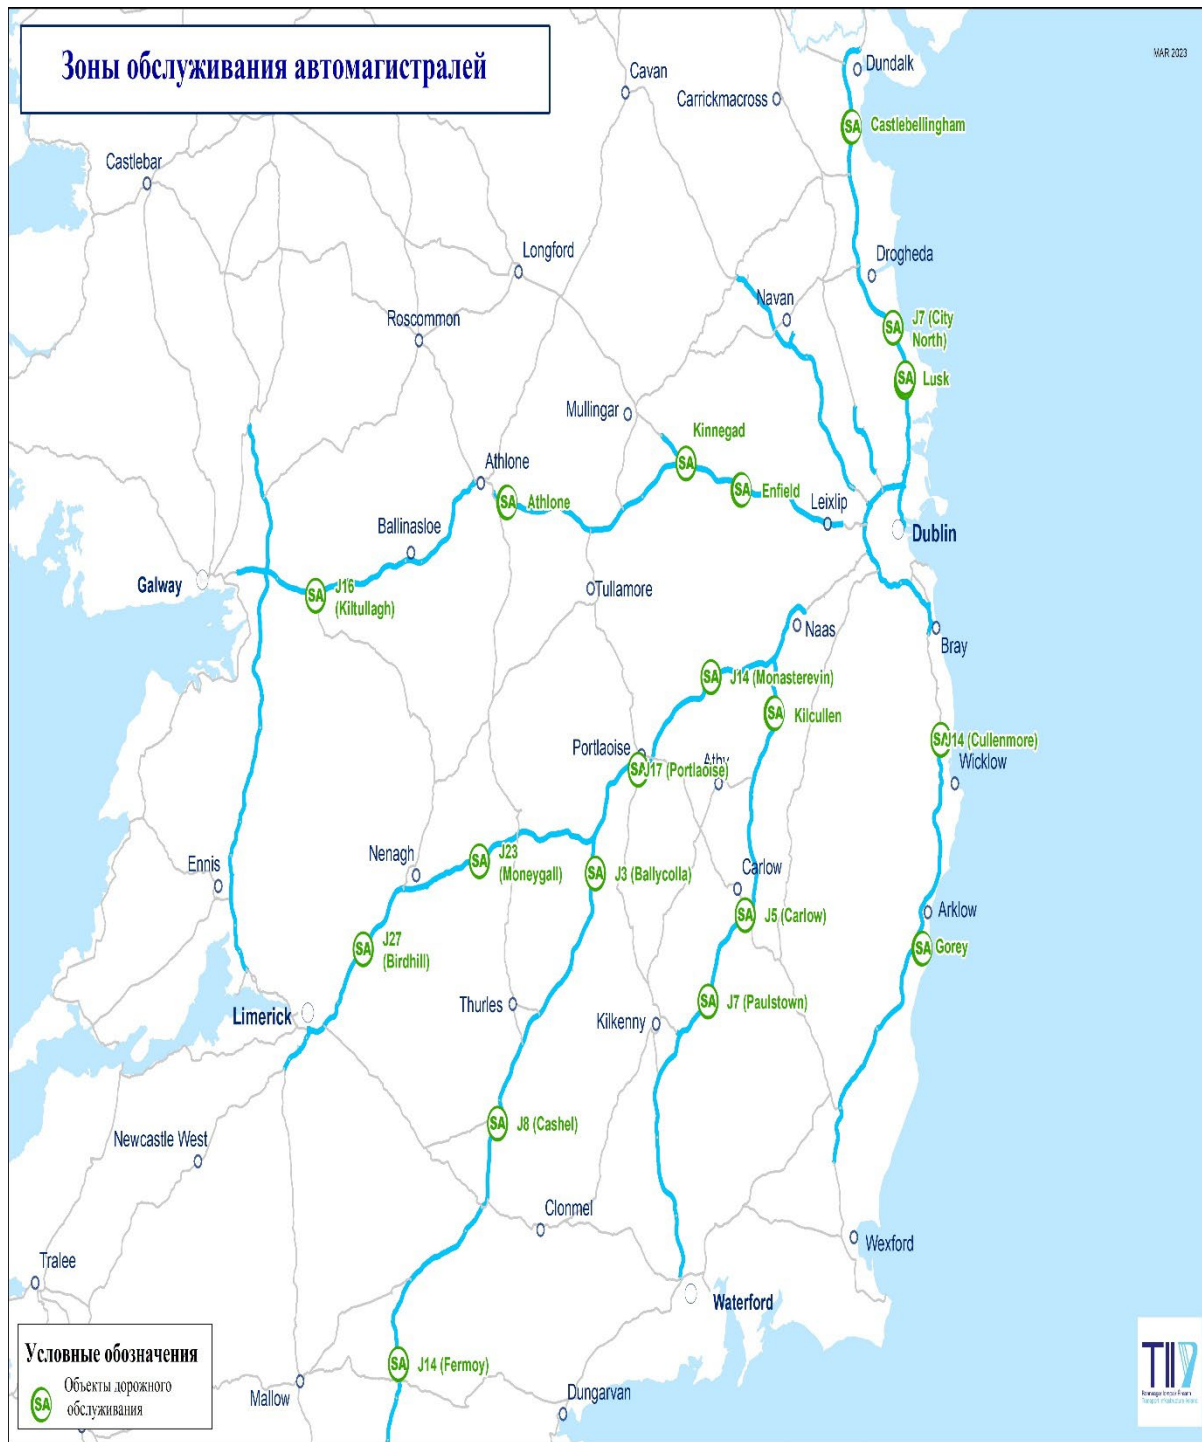 Зоны обслуживания автомагистралей
MAR 2023
Dundalk
Cavan
Carrickmacross
Castlebellingham
Castlebar
Longford
Drogheda
Navan
J7 (City
North)
Roscommon
Lusk
Mullingar
Kinnegad
Athlone
Athlone
Enfield
Leixlip
Ballinasloe
Dublin
Galway
J16
(Kiltullagh)
Tullamore
Naas
Bray
J14 (Monasterevin)
Kilcullen
Portlaoise
J14 (Cullenmore)
J17 (Portlaoise)
Athy
Wicklow
Ennis
Nenagh
J23
(Moneygall)
J3 (Ballycolla)
Carlow
J5 (Carlow)
Arklow
J27
(Birdhill)
Gorey
Limerick
Thurles
Kilkenny
J7 (Paulstown)
J8 (Cashel)
Newcastle West
Clonmel
Wexford
Tralee
Waterford
Условные обозначения
SA
Объекты дорожного
обслуживания
J14 (Fermoy)
Mallow
Dungarvan
TII